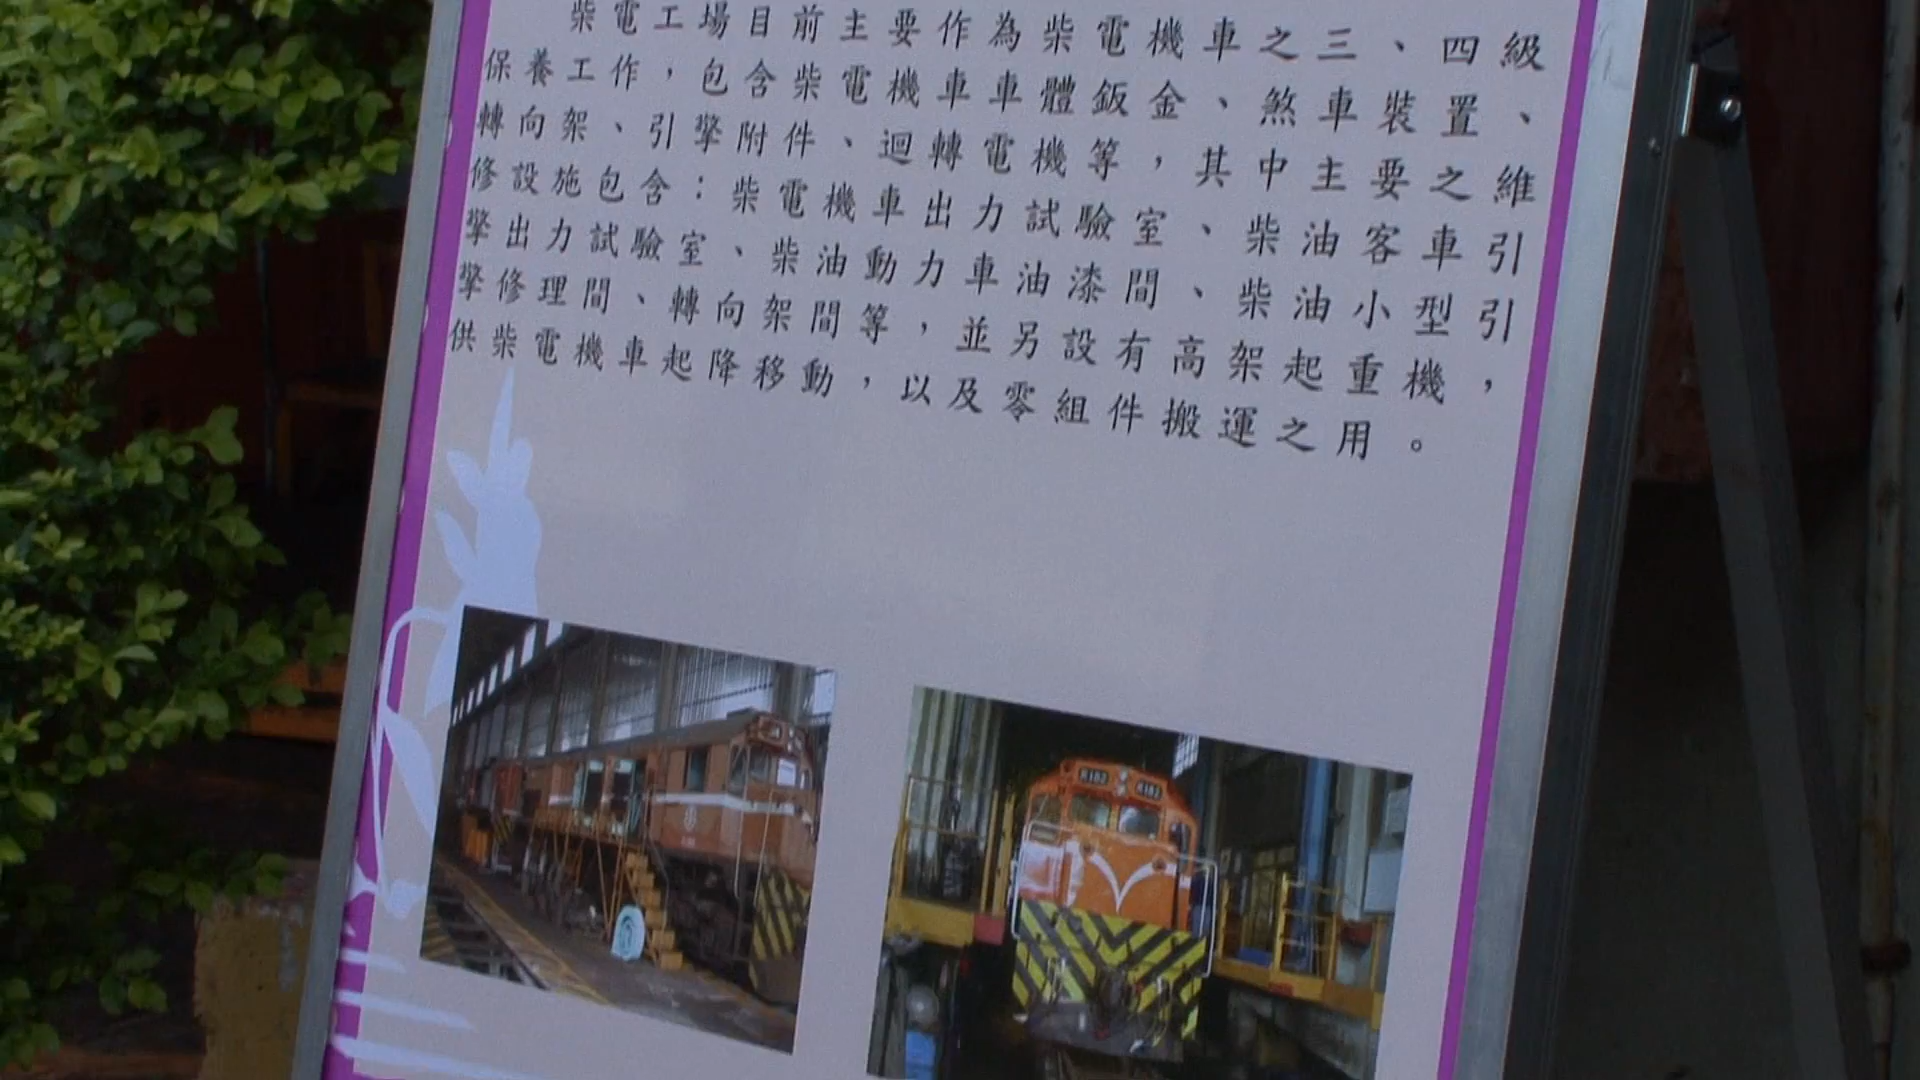 柴電工場目前主要作為柴電機車之三、四級
保養工作，包含柴電機車車體鈑金、煞車裝置、
轉向架、引擎附件、迴轉電機等，其中主要之維
修設施包含：柴電機車出力試驗室、柴油客車引
擎出力試驗室、柴油動力車油漆間、柴油小型引
擎修理間、轉向架間等，並另設有高架起重機，
供柴電機車起降移動，以及零組件搬運之用。
R182
R182